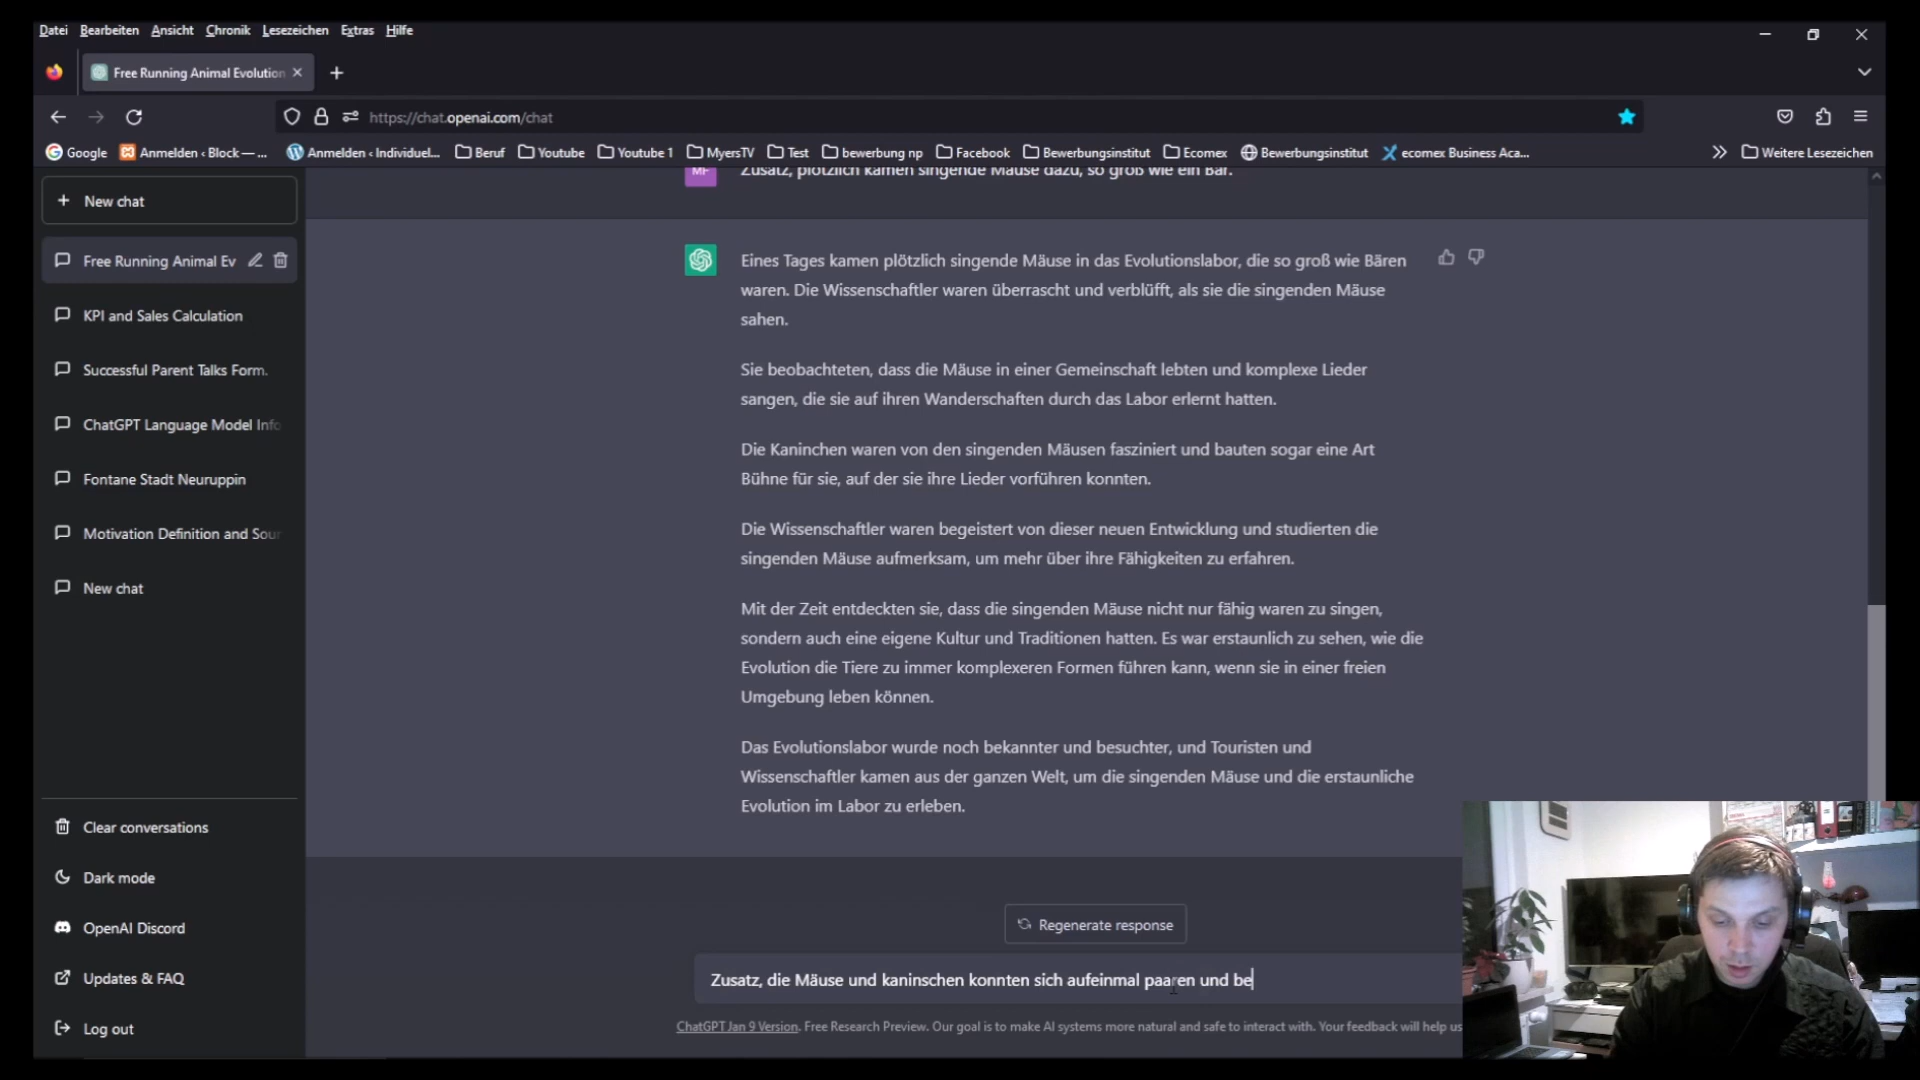 Datei Bearbeiten Ansicht Chronik Lesezeichen Extras Hilfe
Free Running Animal Evolution
https://chat.openai.com/chat
Google Anmelden ‹ Block — ... Anmelden ‹ Individuel... Beruf Youtube Youtube 1 MyersTV Test bewerbung np Facebook Bewerbungsinstitut Ecomex Bewerbungsinstitut ecomex Business Aca... Weitere Lesezeichen
New chat
Free Running Animal Ev
KPI and Sales Calculation
Successful Parent Talks Form.
ChatGPT Language Model Info
Fontane Stadt Neuruppin
Motivation Definition and Sour
New chat
Clear conversations
Dark mode
OpenAI Discord
Updates & FAQ
Log out
MF
Zusatz, plötzlich kamen singende Mäuse dazu, so groß wie ein Bär.
Eines Tages kamen plötzlich singende Mäuse in das Evolutionslabor, die so groß wie Bären
waren. Die Wissenschaftler waren überrascht und verblüfft, als sie die singenden Mäuse
sahen.
Sie beobachteten, dass die Mäuse in einer Gemeinschaft lebten und komplexe Lieder
sangen, die sie auf ihren Wanderschaften durch das Labor erlernt hatten.
Die Kaninchen waren von den singenden Mäusen fasziniert und bauten sogar eine Art
Bühne für sie, auf der sie ihre Lieder vorführen konnten.
Die Wissenschaftler waren begeistert von dieser neuen Entwicklung und studierten die
singenden Mäuse aufmerksam, um mehr über ihre Fähigkeiten zu erfahren.
Mit der Zeit entdeckten sie, dass die singenden Mäuse nicht nur fähig waren zu singen,
sondern auch eine eigene Kultur und Traditionen hatten. Es war erstaunlich zu sehen, wie die
Evolution die Tiere zu immer komplexeren Formen führen kann, wenn sie in einer freien
Umgebung leben können.
Das Evolutionslabor wurde noch bekannter und besuchter, und Touristen und
Wissenschaftler kamen aus der ganzen Welt, um die singenden Mäuse und die erstaunliche
Evolution im Labor zu erleben.
Regenerate response
Zusatz, die Mäuse und kaninschen konnten sich aufeinmal paaren und be
ChatGPT Jan 9 Version. Free Research Preview. Our goal is to make AI systems more natural and safe to interact with. Your feedback will help us